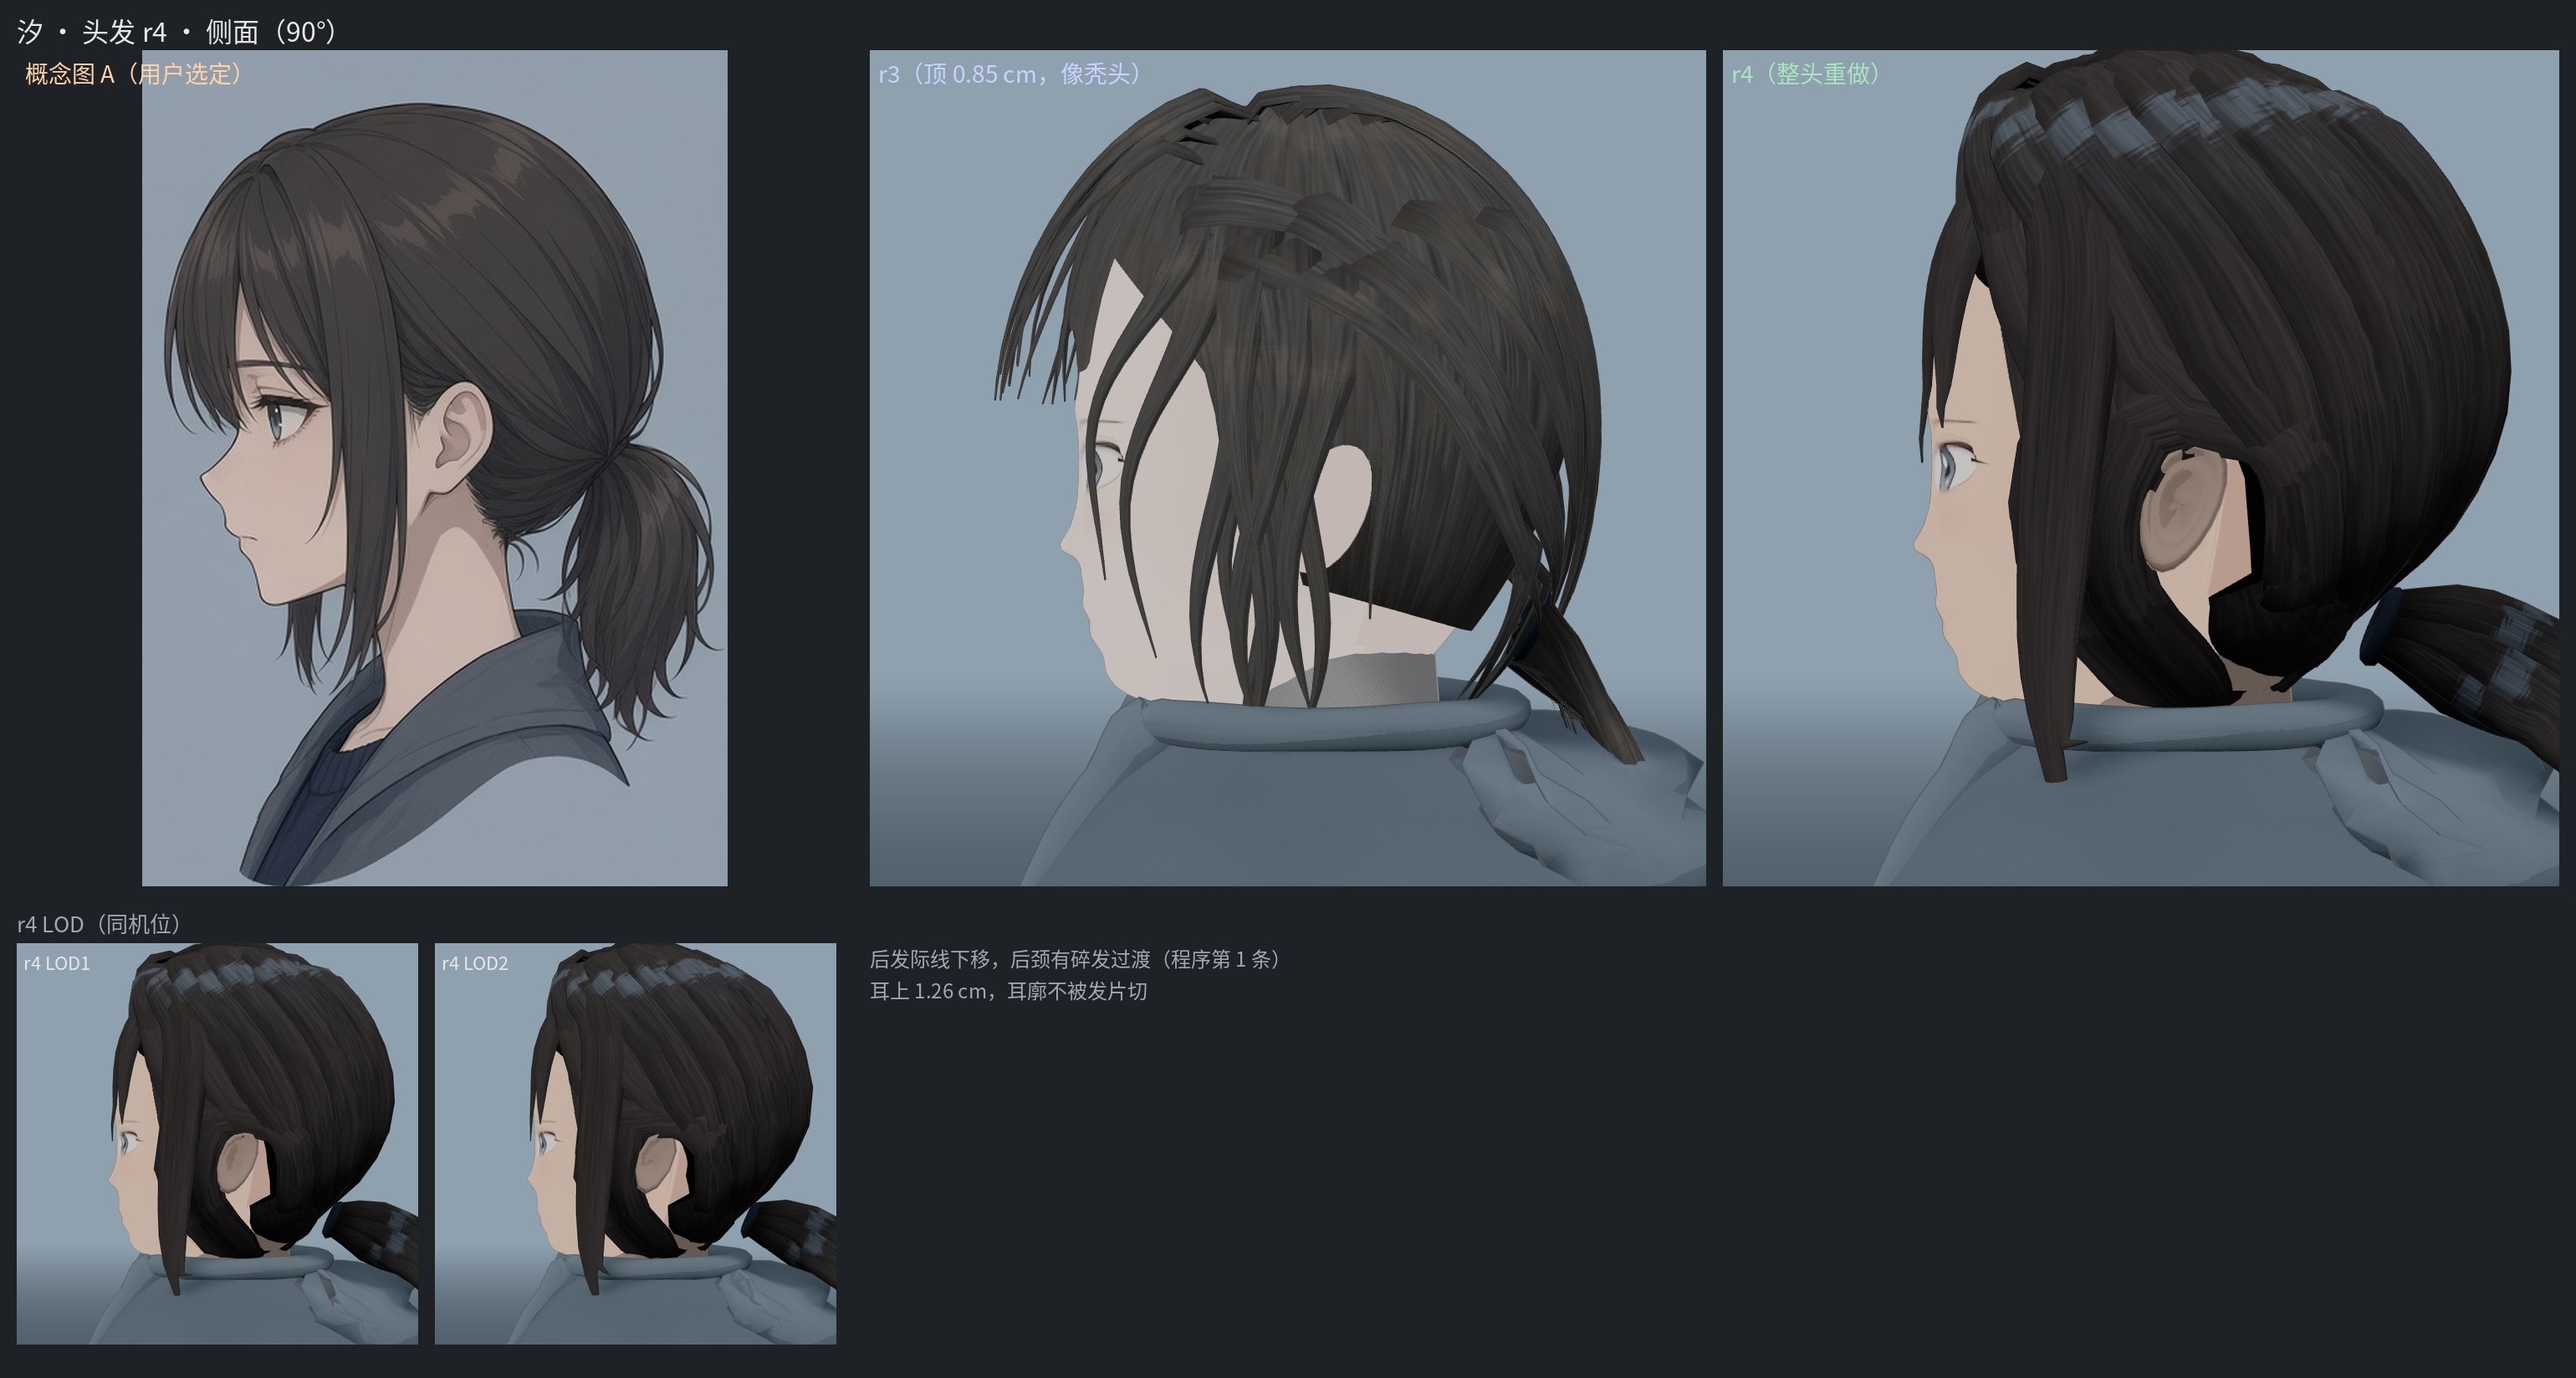 汐 · 头发 r4 · 侧面（90°）
概念图 A（用户选定）
r3（顶 0.85 cm，像秃头）
r4（整头重做）
r4 LOD（同机位）
r4 LOD1
r4 LOD2
后发际线下移，后颈有碎发过渡（程序第 1 条）
耳上 1.26 cm，耳廓不被发片切